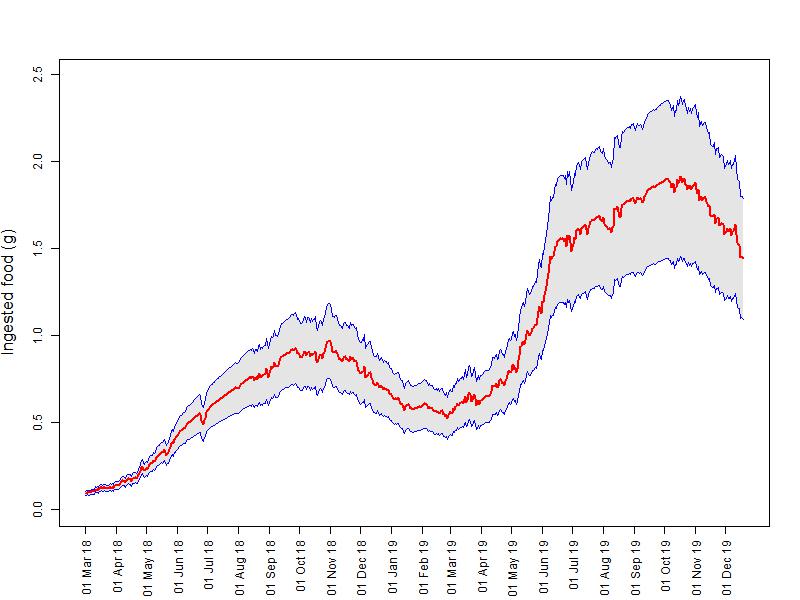 Ingested food (g)
2.5
2.0
1.5
1.0
0.5
0.0
01 Mar 18
01 Apr 18
01 May 18
01 Jun 18
01 Jul 18
01 Aug 18
01 Sep 18
01 Oct 18
01 Nov 18
01 Dec 18
01 Jan 19
01 Feb 19
01 Mar 19
01 Apr 19
01 May 19
01 Jun 19
01 Jul 19
01 Aug 19
01 Sep 19
01 Oct 19
01 Nov 19
01 Dec 19